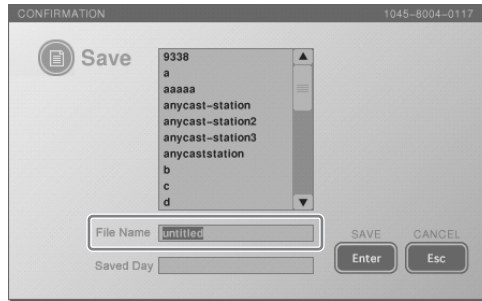 CONFIRMATION 1045-8004-0117
Save
9338
a
aaaaa
anycast-station
anycast-station2
anycast-station3
anycaststation
b
c
d
File Name untitled
Saved Day
SAVE CANCEL
Enter Esc